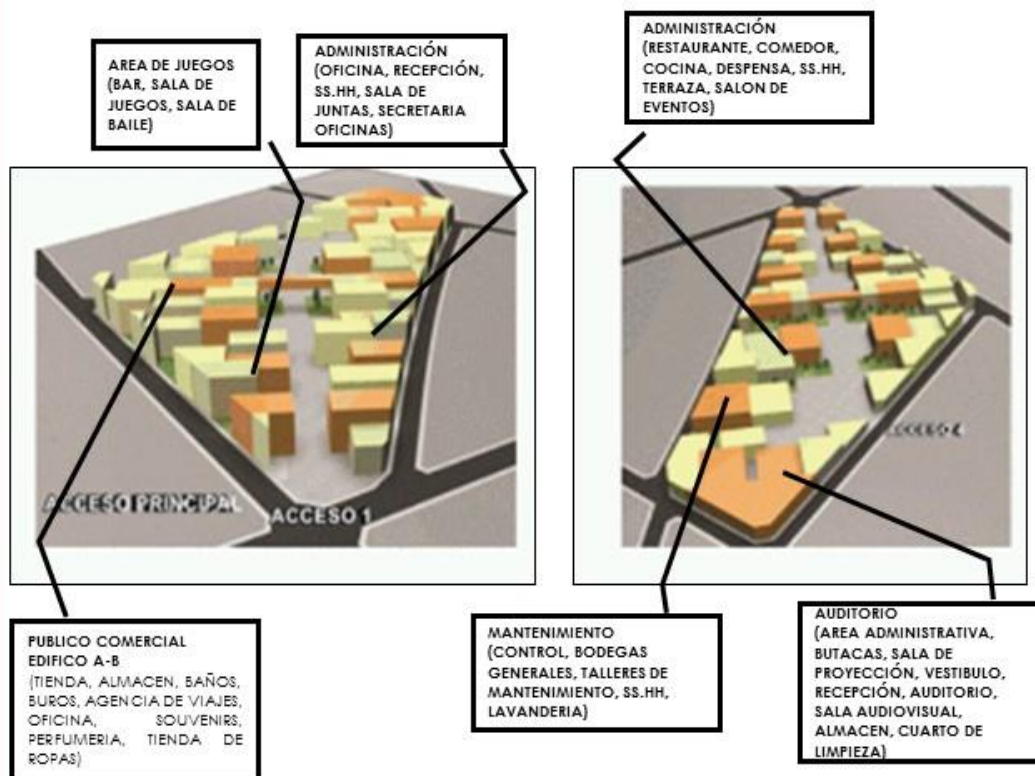 AREA DE JUEGOS
(BAR, SALA DE
JUEGOS, SALA DE
BAILE)
ADMINISTRACIÓN
(OFICINA, RECEPCIÓN,
SS.HH, SALA DE
JUNTAS, SECRETARIA
OFICINAS)
ADMINISTRACIÓN
(RESTAURANTE, COMEDOR,
COCINA, DESPENSA, SS.HH,
TERRAZA, SALON DE
EVENTOS)
ACCESO PRINCIPAL
ACCESO 1
ACCESO 4
PUBLICO COMERCIAL
EDIFICO A-B
(TIENDA, ALMACEN, BAÑOS,
BUROS, AGENCIA DE VIAJES,
OFICINA, SOUVENIRS,
PERFUMERIA, TIENDA DE
ROPAS)
MANTENIMIENTO
(CONTROL, BODEGAS
GENERALES, TALLERES DE
MANTENIMIENTO, SS.HH,
LAVANDERIA)
AUDITORIO
(AREA ADMINISTRATIVA,
BUTACAS, SALA DE
PROYECCIÓN, VESTIBULO,
RECEPCIÓN, AUDITORIO,
SALA AUDIOVISUAL,
ALMACEN, CUARTO DE
LIMPIEZA)